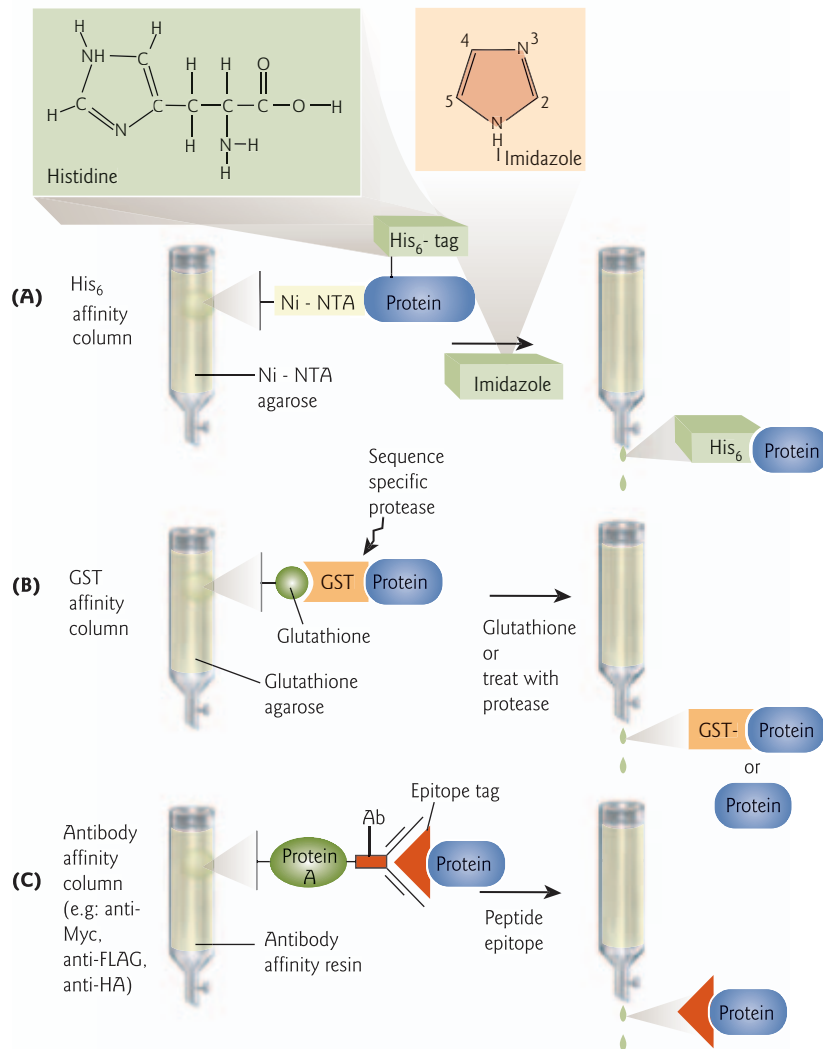 H
H
NH
C
H
H
O
H
C
C
C
C
C
O
H
N
H
N
H
H
Histidine
4
N
3
5
2
N
H
1
Imidazole
His6- tag
(A)
His6
affinity
column
Ni - NTA
Protein
Ni - NTA
agarose
Imidazole
His6
Protein
Sequence
specific
protease
(B)
GST
affinity
column
GST
Protein
Glutathione
Glutathione
agarose
Glutathione
or
treat with
protease
GST-
Protein
or
Protein
(C)
Antibody
affinity
column
(e.g: anti-
Myc,
anti-FLAG,
anti-HA)
Protein
A
Ab
Epitope tag
Protein
Antibody
affinity resin
Peptide
epitope
Protein